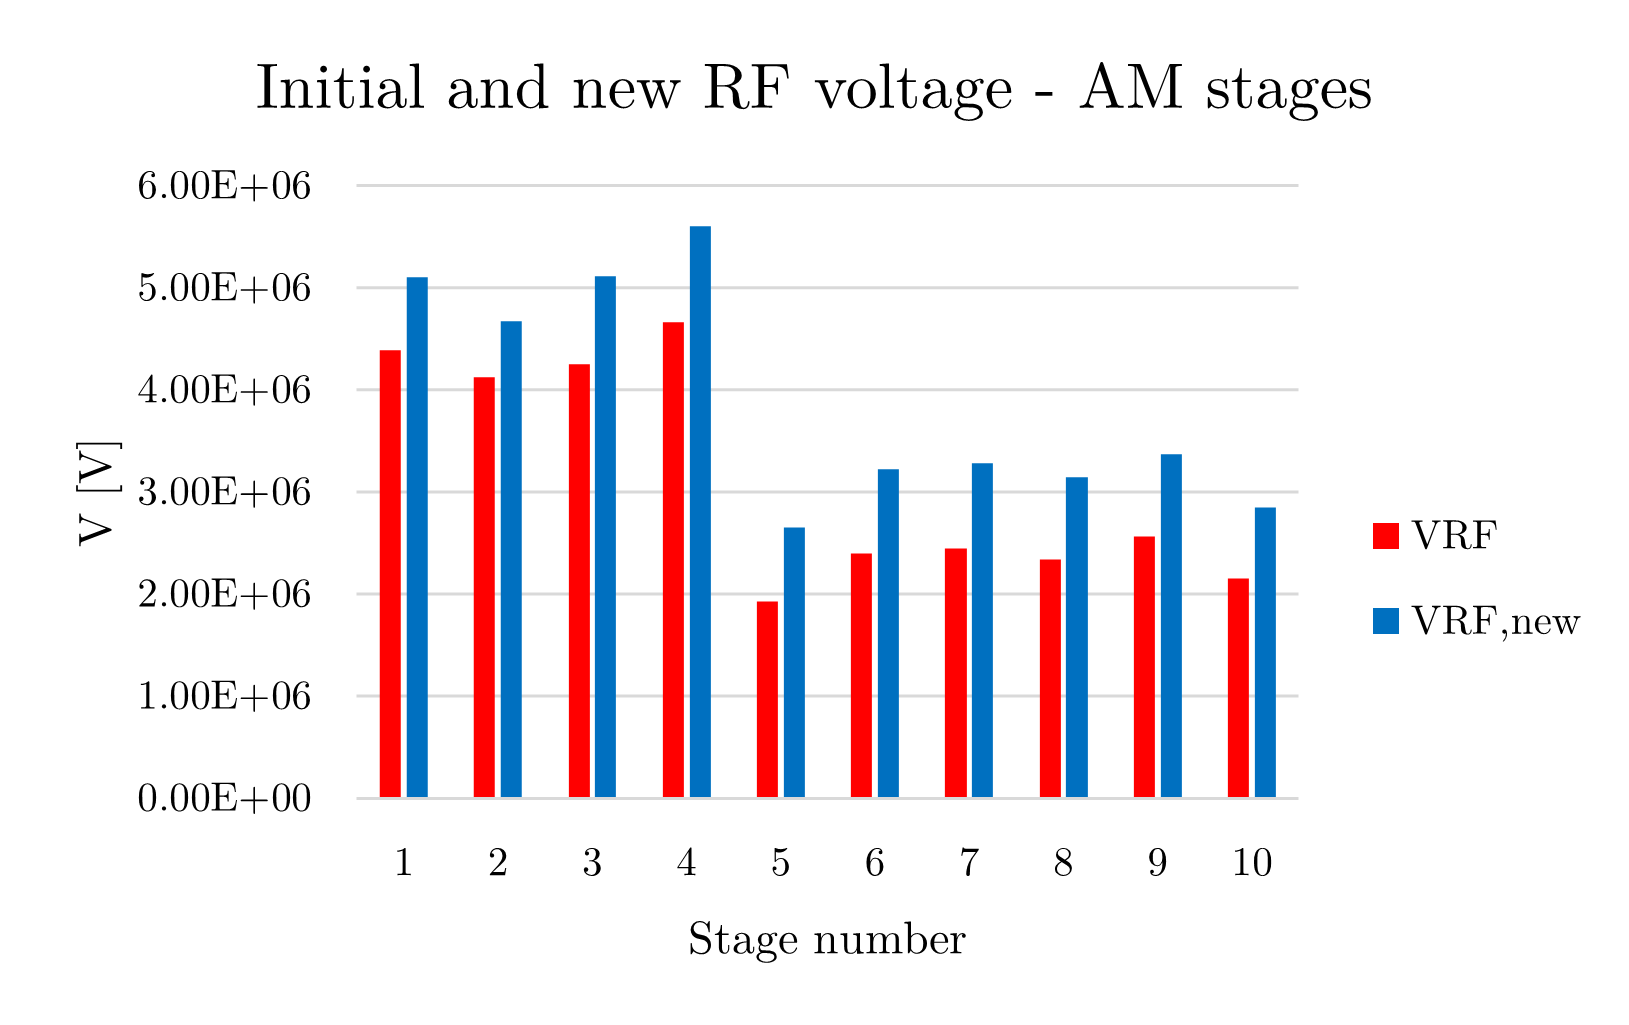 Initial and new RF voltage - AM stages
6.00E+06
5.00E+06
4.00E+06
3.00E+06
2.00E+06
1.00E+06
0.00E+00
V [V]
VRF
VRF,new
1 2 3 4 5 6 7 8 9 10
Stage number